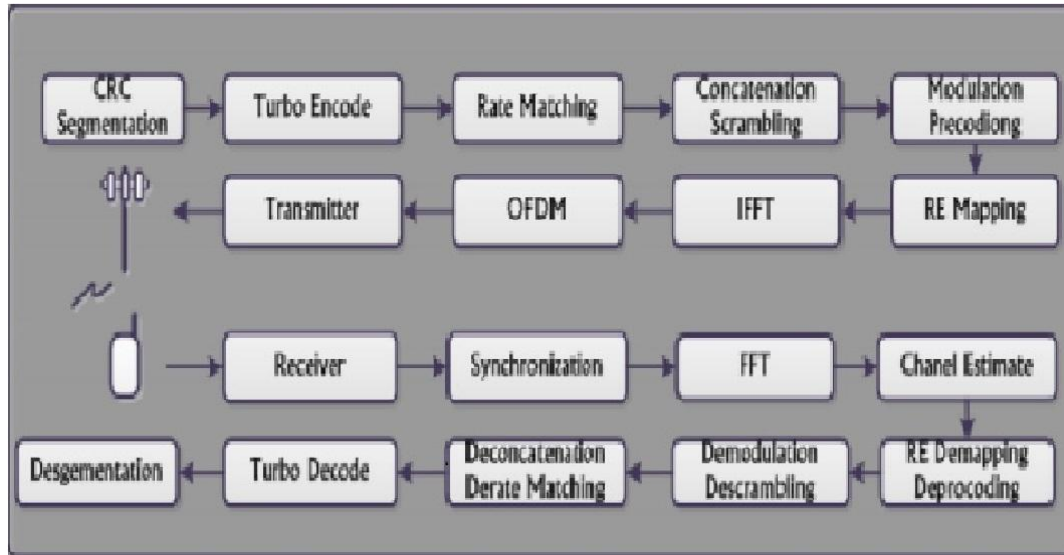 CRC
Segmentation
Turbo Encode
Rate Matching
Concatenation
Scrambling
Modulation
Precodiong
Transmitter
OFDM
IFFT
RE Mapping
Receiver
Synchronization
FFT
Chanel Estimate
Desgementation
Turbo Decode
Deconcatenation
Derate Matching
Demodulation
Descrambling
RE Demapping
Deprocoding